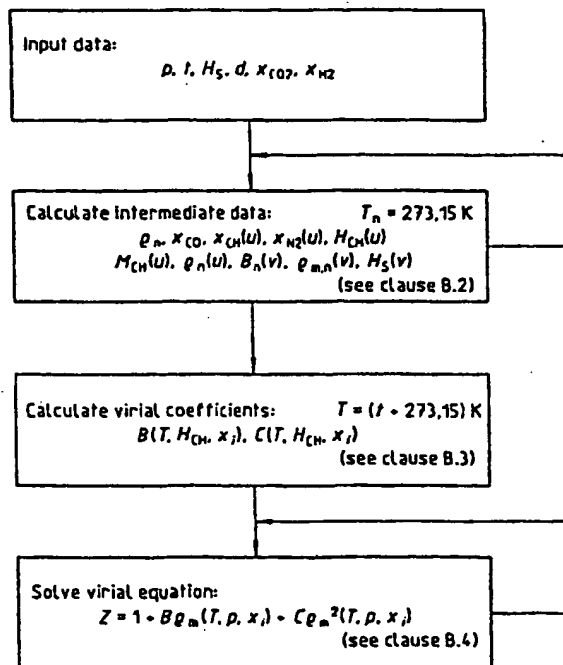 Input data:
p, t, H_S, d, x_CO2, x_H2
Calculate intermediate data: T_n = 273,15 K
ϱ_n, x_CO, x_CH(u), x_N2(u), H_CH(u)
M_CH(u), ϱ_n(u), B_n(v), ϱ_m,n(v), H_S(v)
(see clause B.2)
Calculate virial coefficients: T = (t + 273,15) K
B(T, H_CH, x_i), C(T, H_CH, x_i)
(see clause B.3)
Solve virial equation:
Z = 1 + Bϱ_m(T, p, x_i) + Cϱ_m²(T, p, x_i)
(see clause B.4)